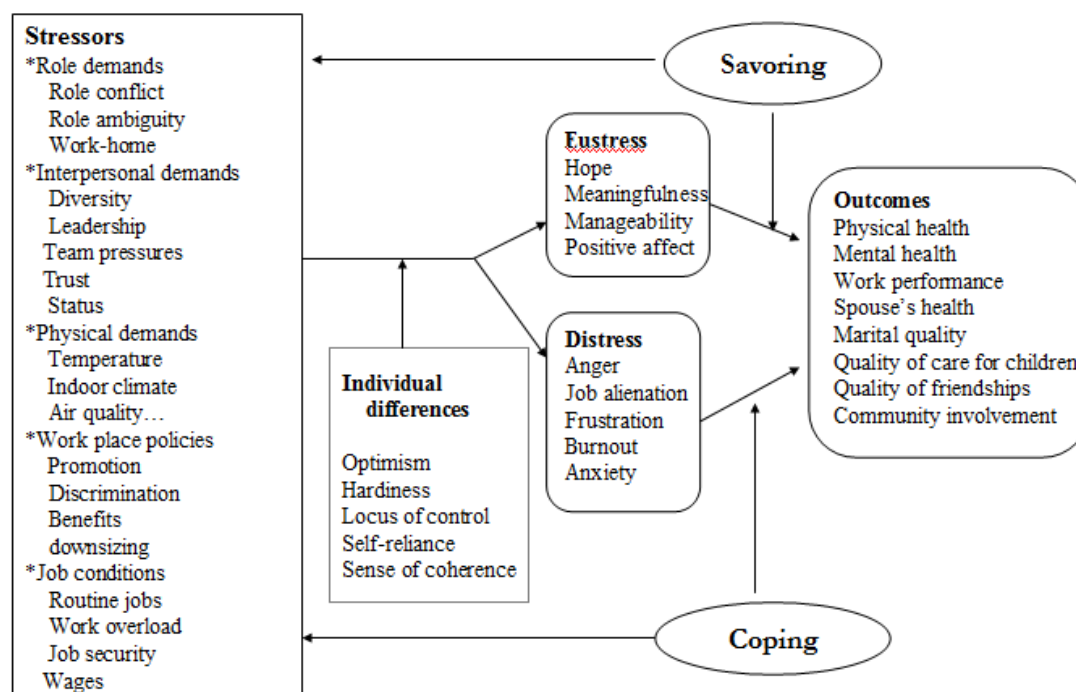 Stressors
*Role demands
Role conflict
Role ambiguity
Work-home
*Interpersonal demands
Diversity
Leadership
Team pressures
Trust
Status
*Physical demands
Temperature
Indoor climate
Air quality…
*Work place policies
Promotion
Discrimination
Benefits
downsizing
*Job conditions
Routine jobs
Work overload
Job security
Wages
Individual
differences
Optimism
Hardiness
Locus of control
Self-reliance
Sense of coherence
Savoring
Eustress
Hope
Meaningfulness
Manageability
Positive affect
Distress
Anger
Job alienation
Frustration
Burnout
Anxiety
Coping
Outcomes
Physical health
Mental health
Work performance
Spouse’s health
Marital quality
Quality of care for children
Quality of friendships
Community involvement